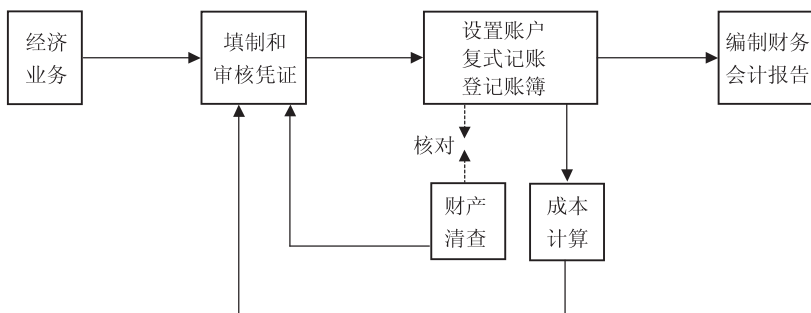 经济
业务
填制和
审核凭证
设置账户
复式记账
登记账簿
编制财务
会计报告
核对
财产
清查
成本
计算